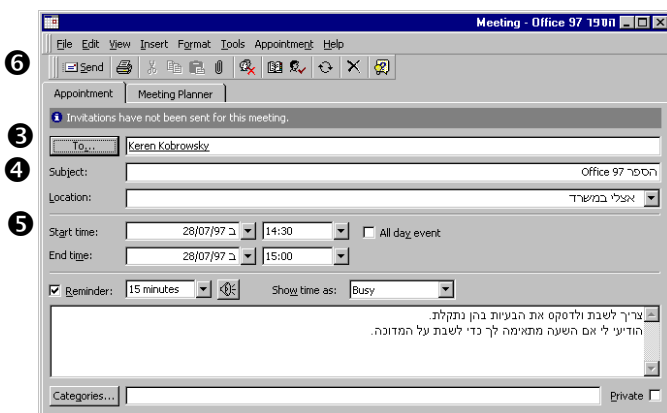 Meeting - Office 97 הספר
File Edit View Insert Format Tools Appointment Help
❻ Send
Appointment Meeting Planner
Invitations have not been sent for this meeting.
❸ To... Keren Kobrowsky
❹ Subject: הספר Office 97
Location: אצלי במשרד
❺ Start time: ב 28/07/97 14:30 All day event
End time: ב 28/07/97 15:00
Reminder: 15 minutes Show time as: Busy
צריך לשבת ולדסקס את הבעיות בהן נתקלת.
הודיעי לי אם השעה מתאימה לך כדי לשבת על המדוכה.
Categories... Private